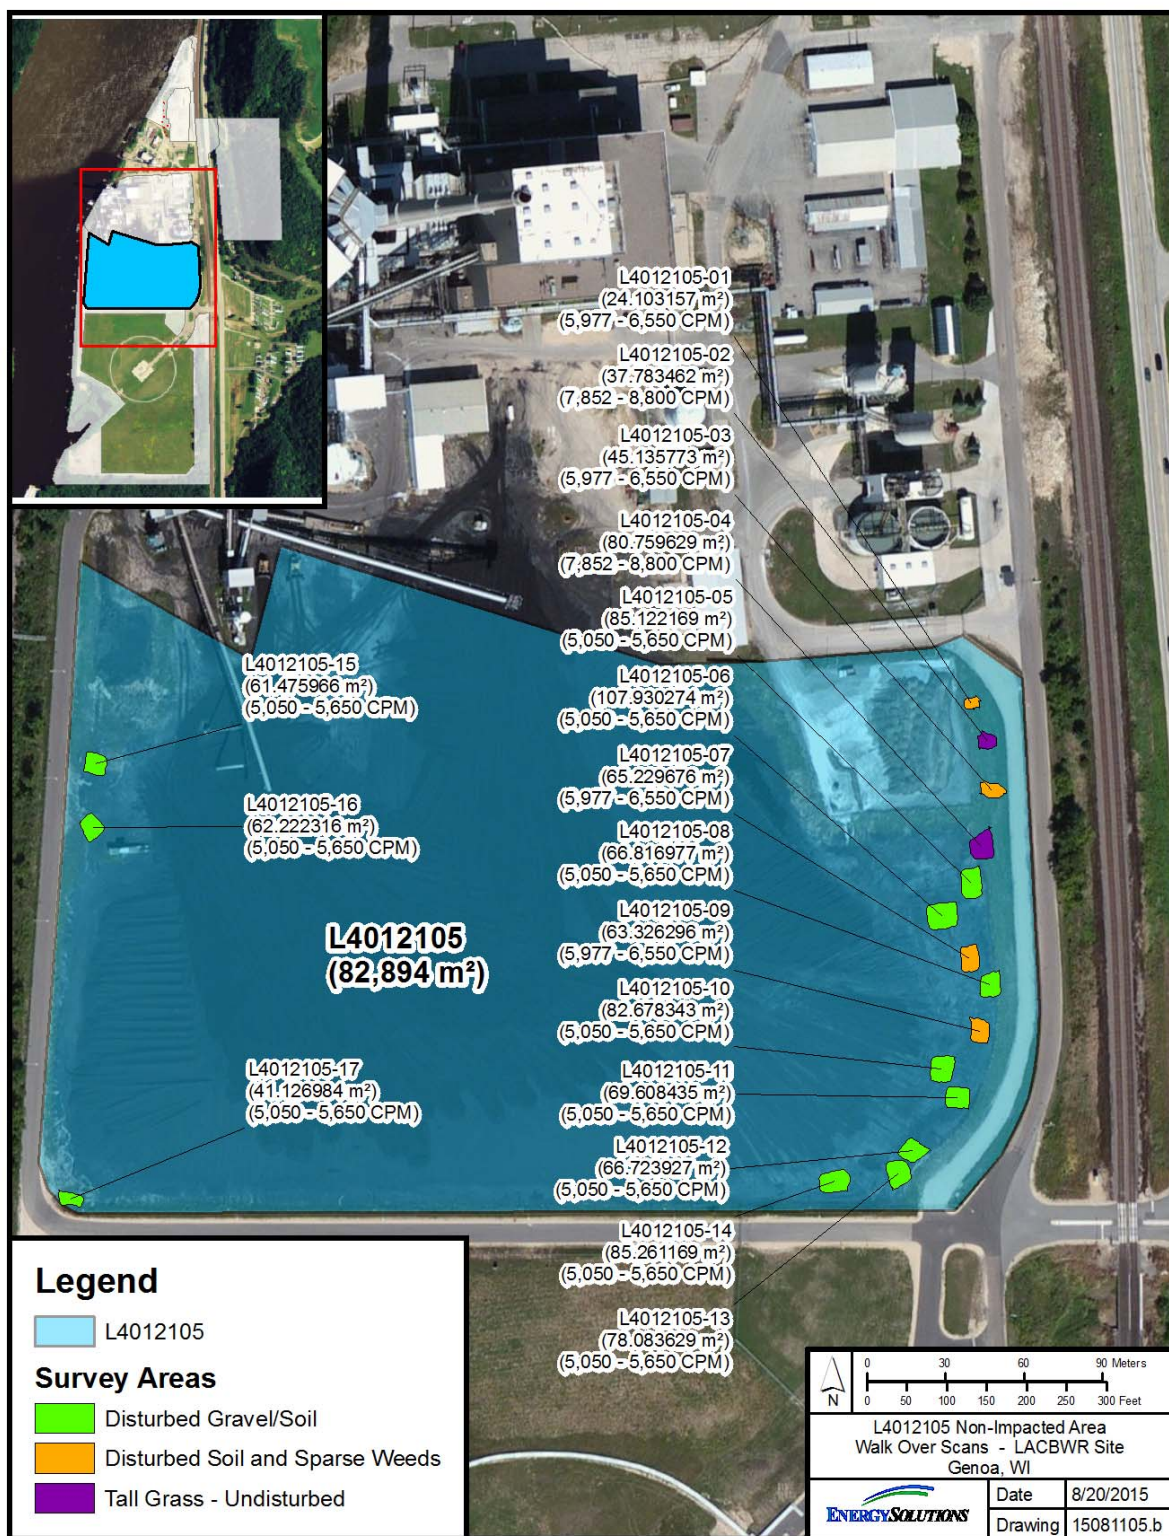 L4012105-01
(24.103157 m²)
(5,977 - 6,550 CPM)
L4012105-02
(37.783462 m²)
(7,852 - 8,800 CPM)
L4012105-03
(45.135773 m²)
(5,977 - 6,550 CPM)
L4012105-04
(80.759629 m²)
(7,852 - 8,800 CPM)
L4012105-05
(85.122169 m²)
(5,050 - 5,650 CPM)
L4012105-06
(107.930274 m²)
(5,050 - 5,650 CPM)
L4012105-07
(65.229676 m²)
(5,977 - 6,550 CPM)
L4012105-08
(66.816977 m²)
(5,050 - 5,650 CPM)
L4012105-09
(63.326296 m²)
(5,977 - 6,550 CPM)
L4012105-10
(82.678343 m²)
(5,050 - 5,650 CPM)
L4012105-11
(69.608435 m²)
(5,050 - 5,650 CPM)
L4012105-12
(66.723927 m²)
(5,050 - 5,650 CPM)
L4012105-14
(85.261169 m²)
(5,050 - 5,650 CPM)
L4012105-13
(78.083629 m²)
(5,050 - 5,650 CPM)
L4012105-15
(61.475966 m²)
(5,050 - 5,650 CPM)
L4012105-16
(62.222316 m²)
(5,050 - 5,650 CPM)
L4012105
(82,894 m²)
L4012105-17
(41.126984 m²)
(5,050 - 5,650 CPM)
Legend
L4012105
Survey Areas
Disturbed Gravel/Soil
Disturbed Soil and Sparse Weeds
Tall Grass - Undisturbed
N
0 30 60 90 Meters
0 50 100 150 200 250 300 Feet
L4012105 Non-Impacted Area
Walk Over Scans - LACBWR Site
Genoa, WI
ENERGYSOLUTIONS
Date 8/20/2015
Drawing 15081105.b